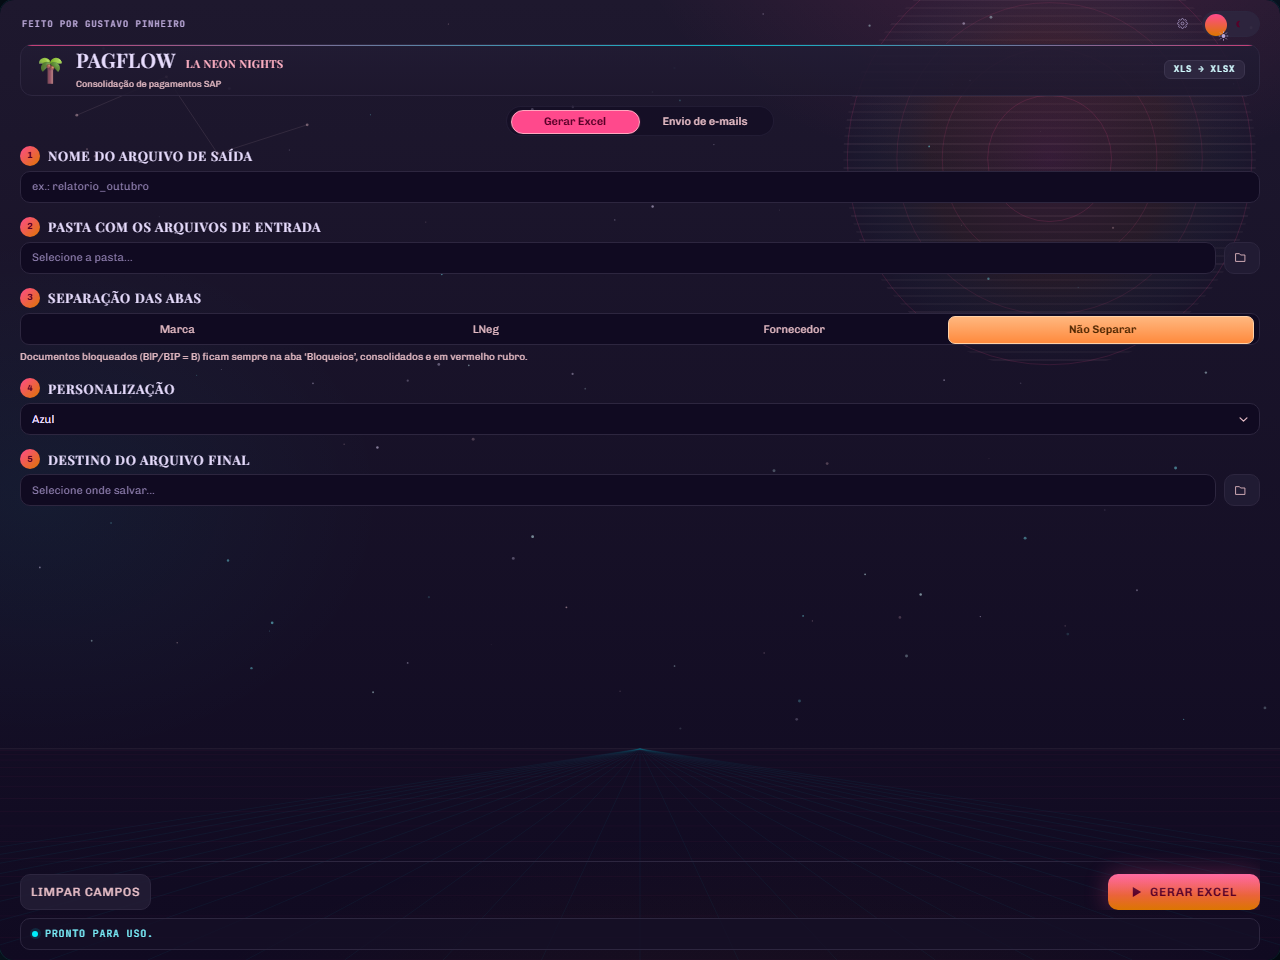 FEITO POR GUSTAVO PINHEIRO
PAGFLOW LA NEON NIGHTS
Consolidação de pagamentos SAP
XLS → XLSX
Gerar Excel
Envio de e-mails
1 NOME DO ARQUIVO DE SAÍDA
ex.: relatorio_outubro
2 PASTA COM OS ARQUIVOS DE ENTRADA
Selecione a pasta...
3 SEPARAÇÃO DAS ABAS
Marca
LNeg
Fornecedor
Não Separar
Documentos bloqueados (BIP/BIP = B) ficam sempre na aba ‘Bloqueios’, consolidados e em vermelho rubro.
4 PERSONALIZAÇÃO
Azul
5 DESTINO DO ARQUIVO FINAL
Selecione onde salvar...
LIMPAR CAMPOS
GERAR EXCEL
PRONTO PARA USO.